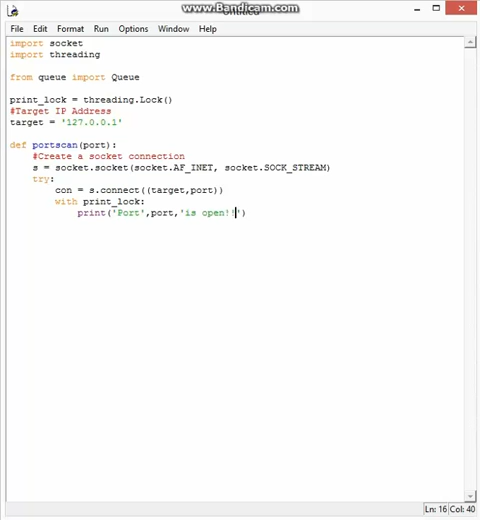 www.Bandicam.com
File Edit Format Run Options Window Help
import socket
import threading
from queue import Queue
print_lock = threading.Lock()
#Target IP Address
target = '127.0.0.1'
def portscan(port):
#Create a socket connection
s = socket.socket(socket.AF_INET, socket.SOCK_STREAM)
try:
con = s.connect((target,port))
with print_lock:
print('Port',port,'is open!!')
Ln: 16 Col: 40